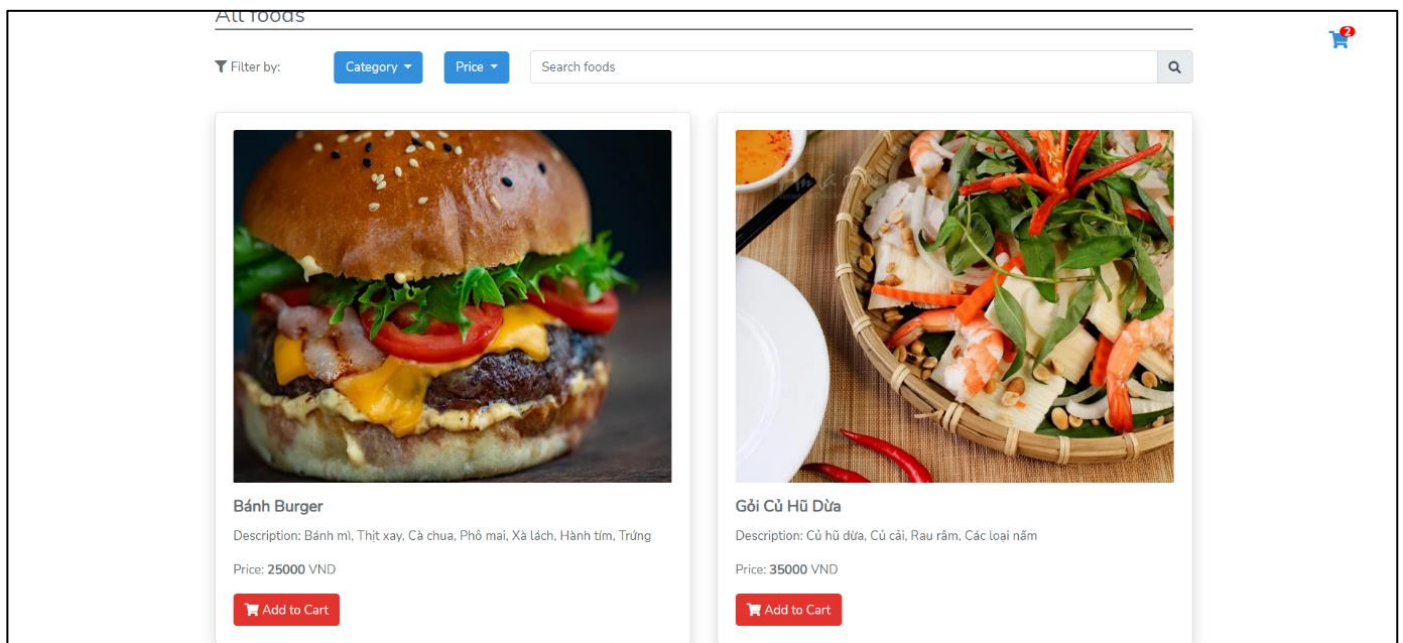 All foods
2
Filter by:
Category
Price
Search foods
Bánh Burger
Description: Bánh mì, Thịt xay, Cà chua, Phô mai, Xà lách, Hành tím, Trứng
Price: 25000 VND
Add to Cart
Gỏi Củ Hũ Dừa
Description: Củ hũ dừa, Củ cải, Rau râm, Các loại nấm
Price: 35000 VND
Add to Cart